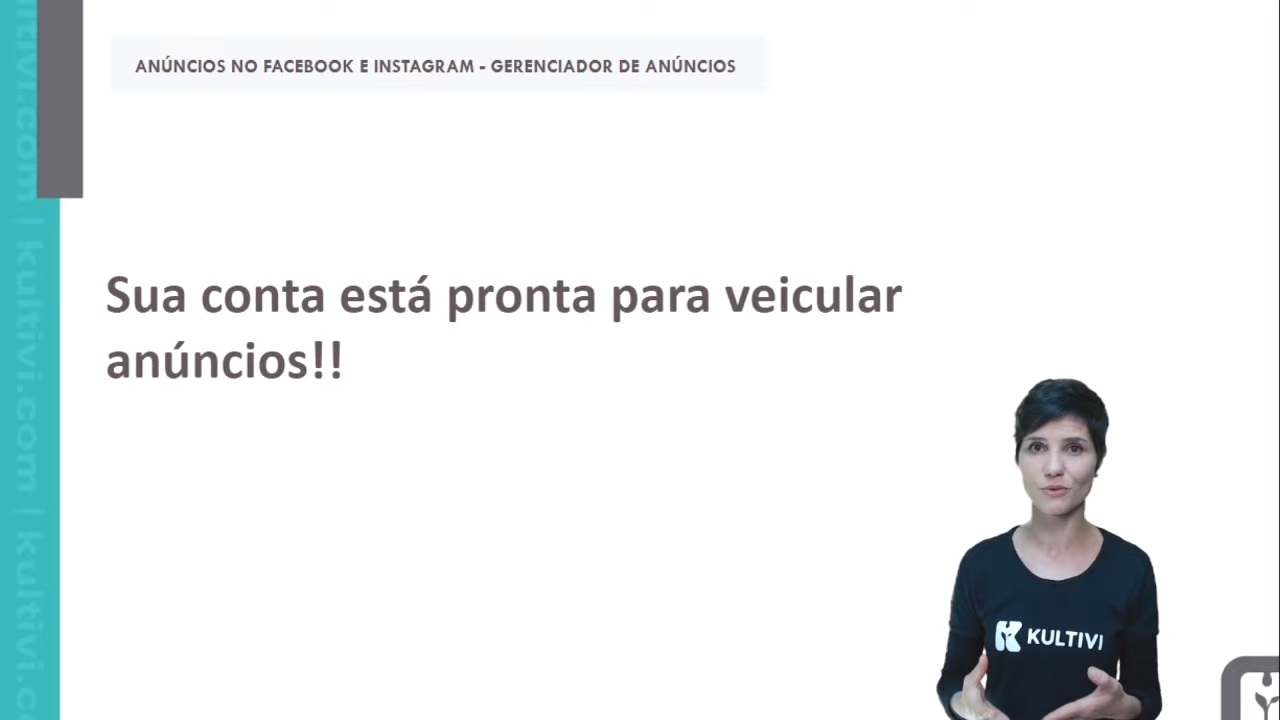 ANÚNCIOS NO FACEBOOK E INSTAGRAM - GERENCIADOR DE ANÚNCIOS
Sua conta está pronta para veicular
anúncios!!
KULTIVI
kultivi.com | kultivi.com | kultivi.c